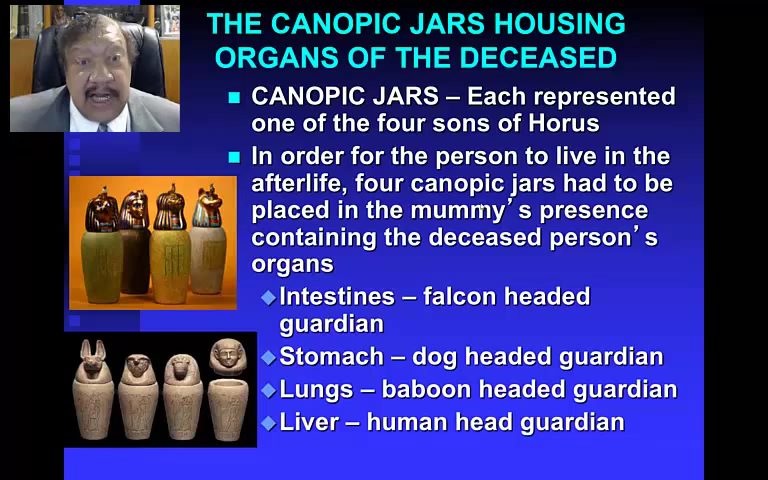 THE CANOPIC JARS HOUSING
ORGANS OF THE DECEASED
CANOPIC JARS – Each represented
one of the four sons of Horus
In order for the person to live in the
afterlife, four canopic jars had to be
placed in the mummy's presence
containing the deceased person's
organs
Intestines – falcon headed
guardian
Stomach – dog headed guardian
Lungs – baboon headed guardian
Liver – human head guardian